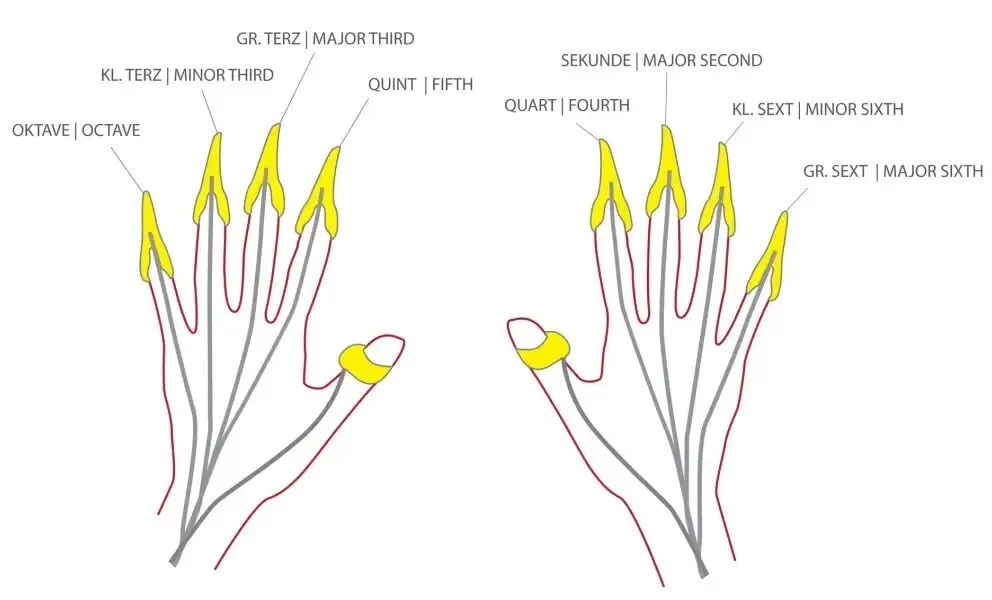 GR. TERZ | MAJOR THIRD
KL. TERZ | MINOR THIRD
QUINT | FIFTH
OKTAVE | OCTAVE
SEKUNDE | MAJOR SECOND
QUART | FOURTH
KL. SEXT | MINOR SIXTH
GR. SEXT | MAJOR SIXTH